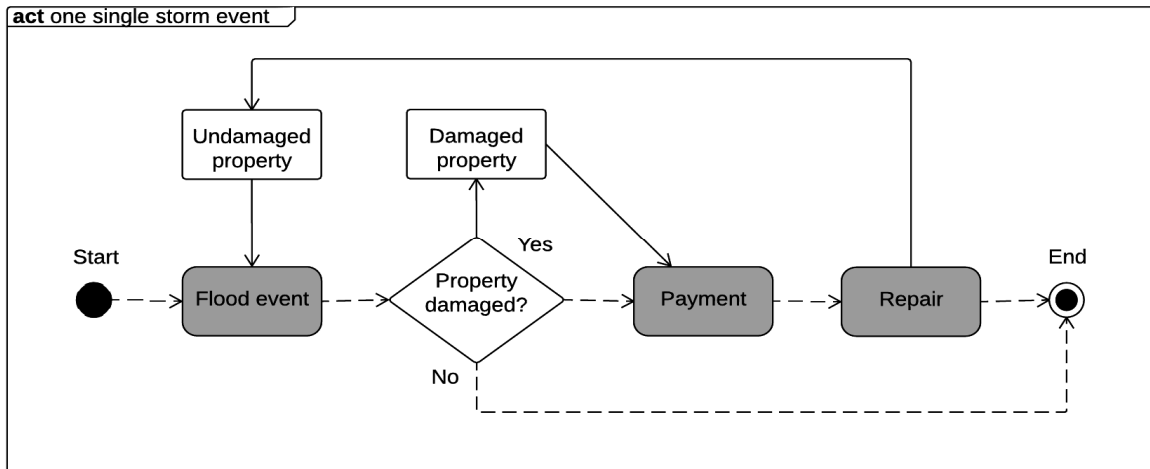 act one single storm event
Undamaged
property
Damaged
property
Start
Yes
End
Flood event
Property
damaged?
Payment
Repair
No